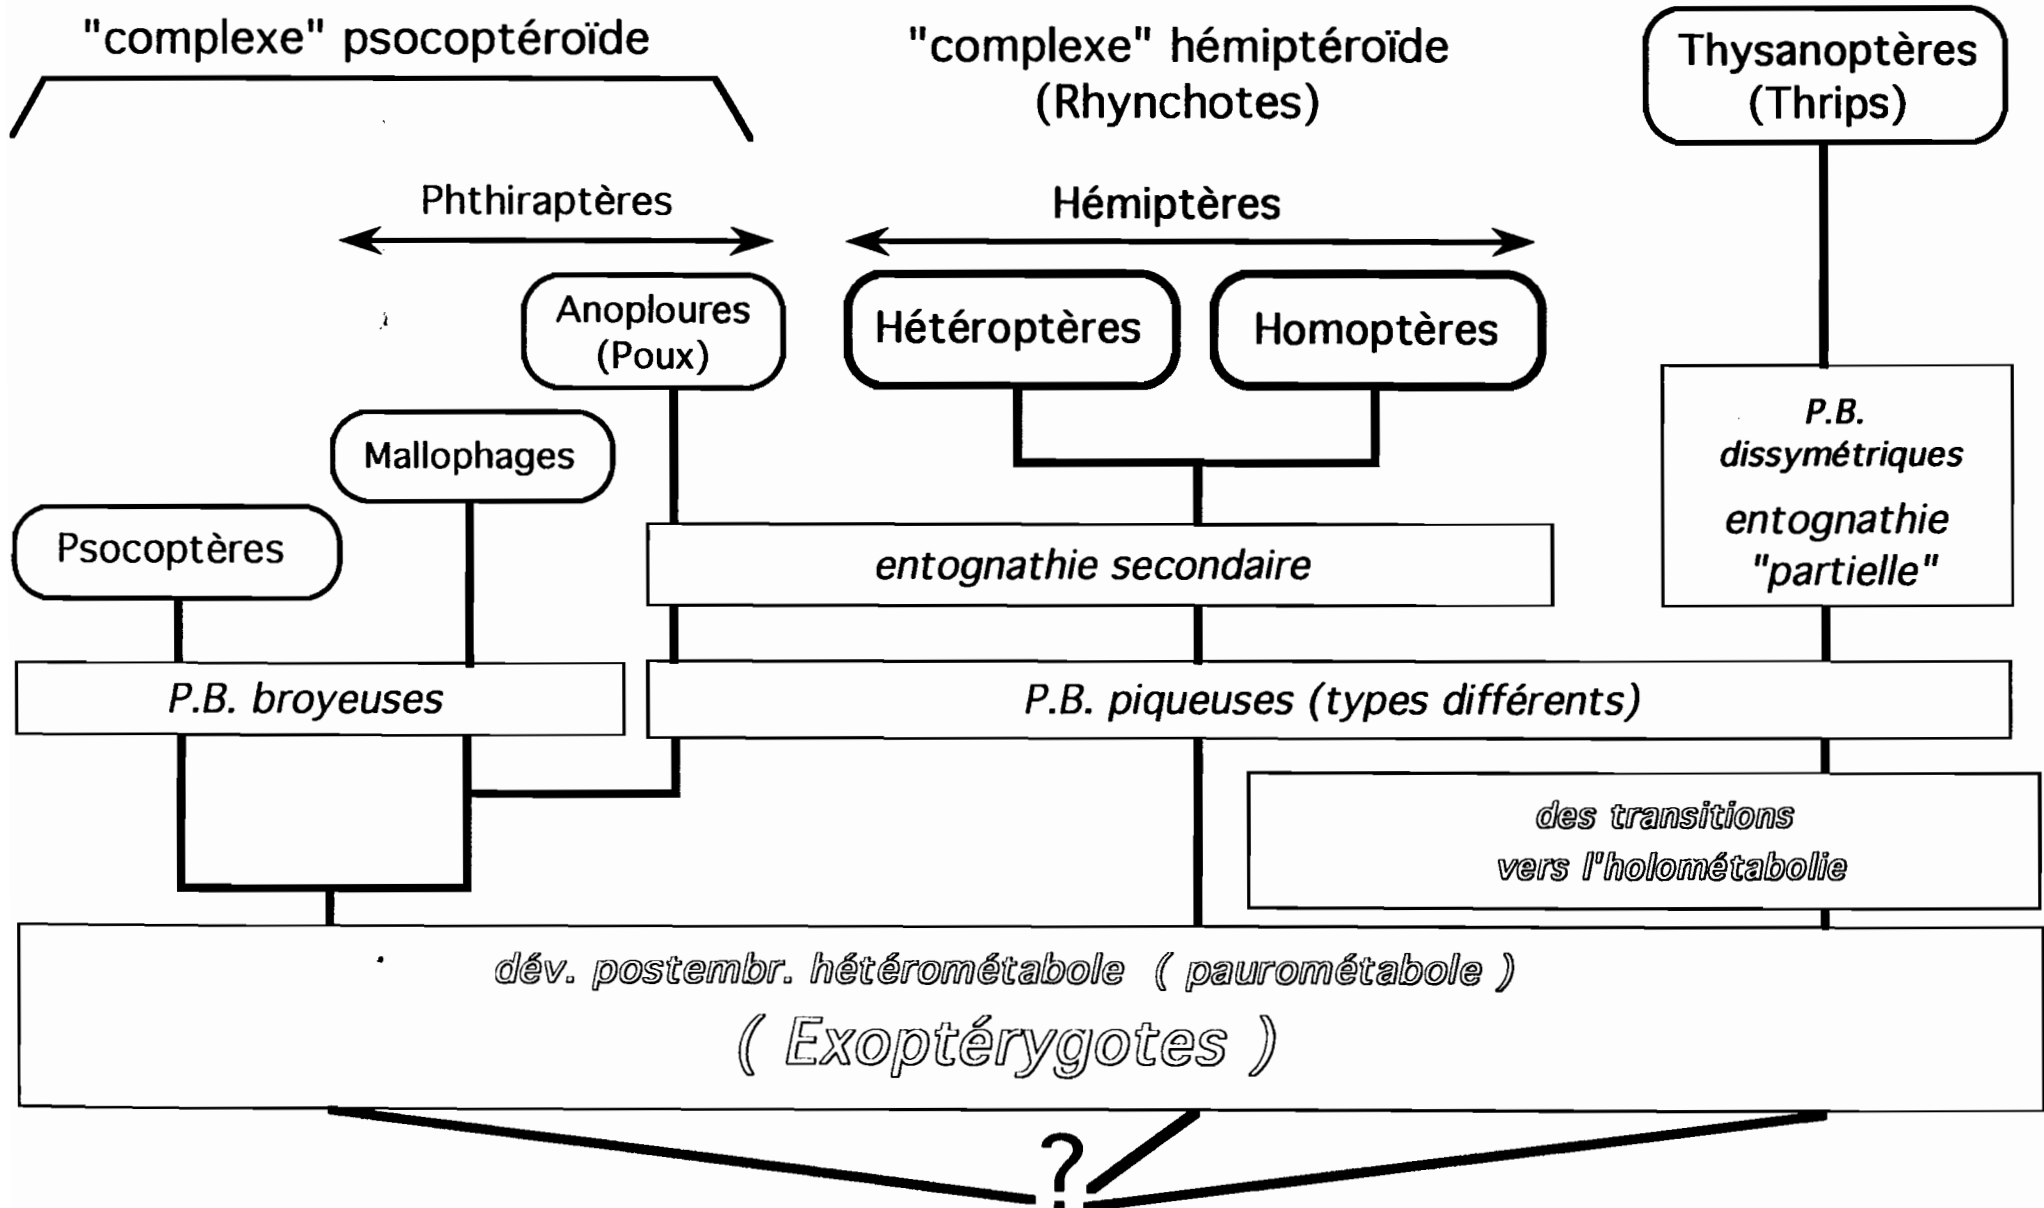 "complexe" psocoptéroïde
"complexe" hémiptéroïde
(Rhynchotes)
Thysanoptères
(Thrips)
Phthiraptères
Hémiptères
Anoploures
(Poux)
Hétéroptères
Homoptères
Mallophages
Psocoptères
P.B.
dissymétriques
entognathie
"partielle"
entognathie secondaire
P.B. broyeuses
P.B. piqueuses (types différents)
des transitions
vers l'holométabolie
dév. postembr. hétérométabole ( paurométabole )
( Exoptérygotes )
?